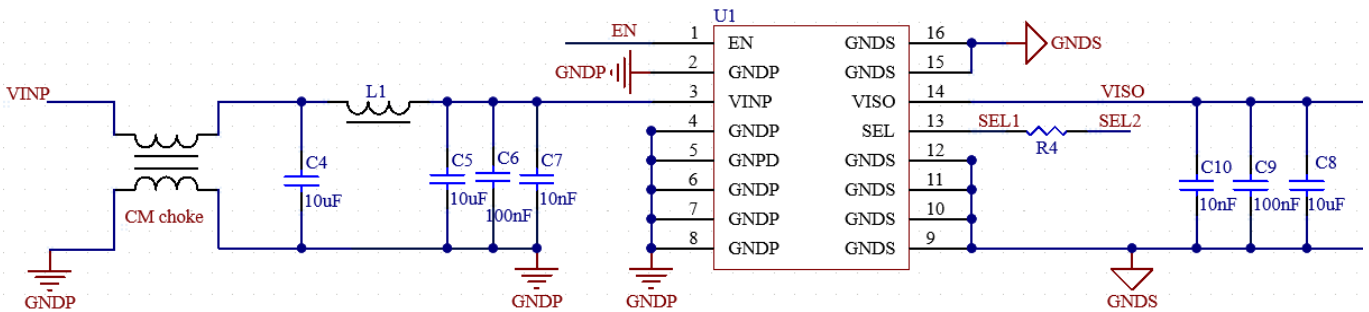 U1
EN 1 EN GNDS 16 GNDS
GNDP 2 GNDP GNDS 15
VINP L1 3 VINP VISO 14 VISO
4 GNDP SEL 13 SEL1 R4 SEL2
C4 C5 C6 C7 5 GNPD GNDS 12 C10 C9 C8
10uF 10uF 100nF 10nF 6 GNDP GNDS 11 10nF 100nF 10uF
CM choke 7 GNDP GNDS 10
8 GNDP GNDS 9
GNDP GNDP GNDP GNDS